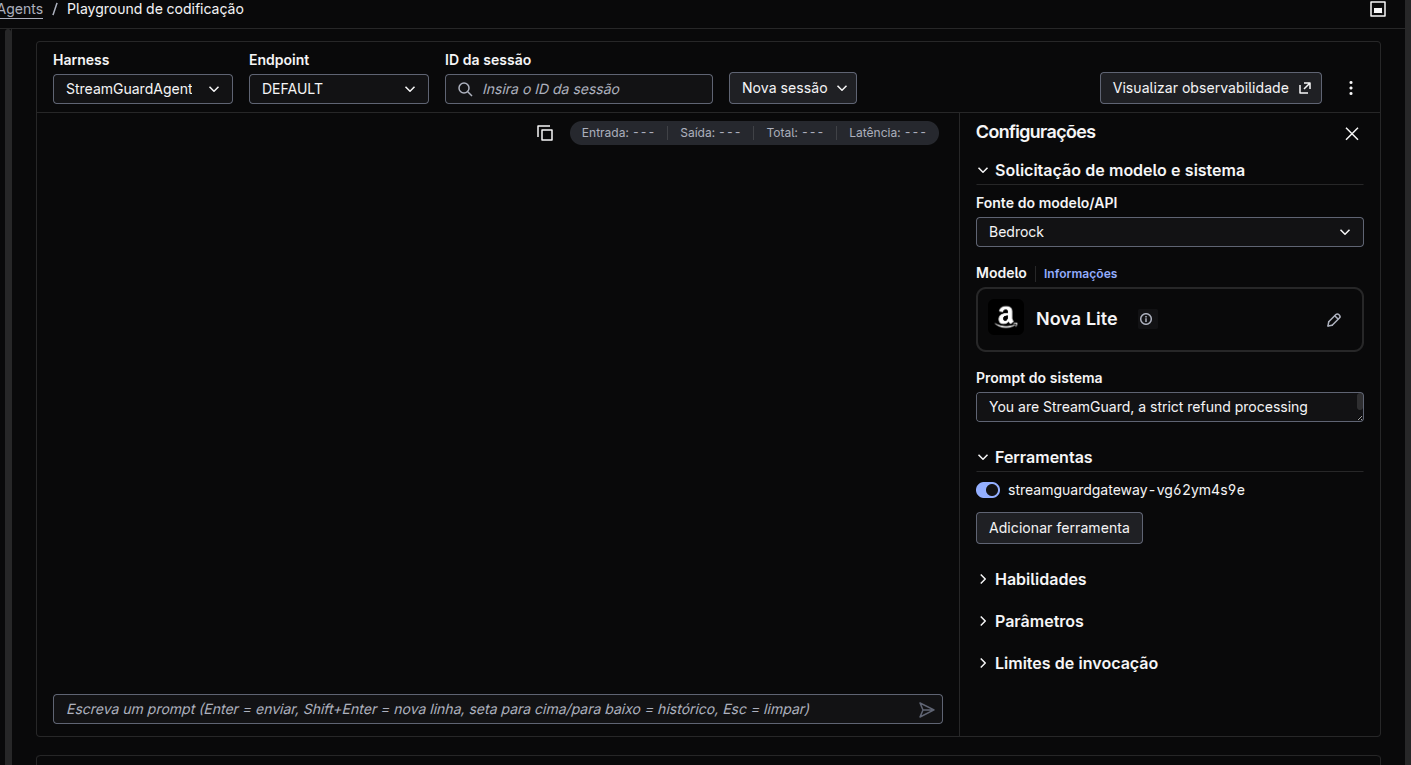 Agents / Playground de codificação
Harness
Endpoint
ID da sessão
StreamGuardAgent
DEFAULT
Insira o ID da sessão
Nova sessão
Visualizar observabilidade
Entrada: ---
Saída: ---
Total: ---
Latência: ---
Configurações
Solicitação de modelo e sistema
Fonte do modelo/API
Bedrock
Modelo
Informações
Nova Lite
Prompt do sistema
You are StreamGuard, a strict refund processing
Ferramentas
streamguardgateway-vg62ym4s9e
Adicionar ferramenta
Habilidades
Parâmetros
Limites de invocação
Escreva um prompt (Enter = enviar, Shift+Enter = nova linha, seta para cima/para baixo = histórico, Esc = limpar)